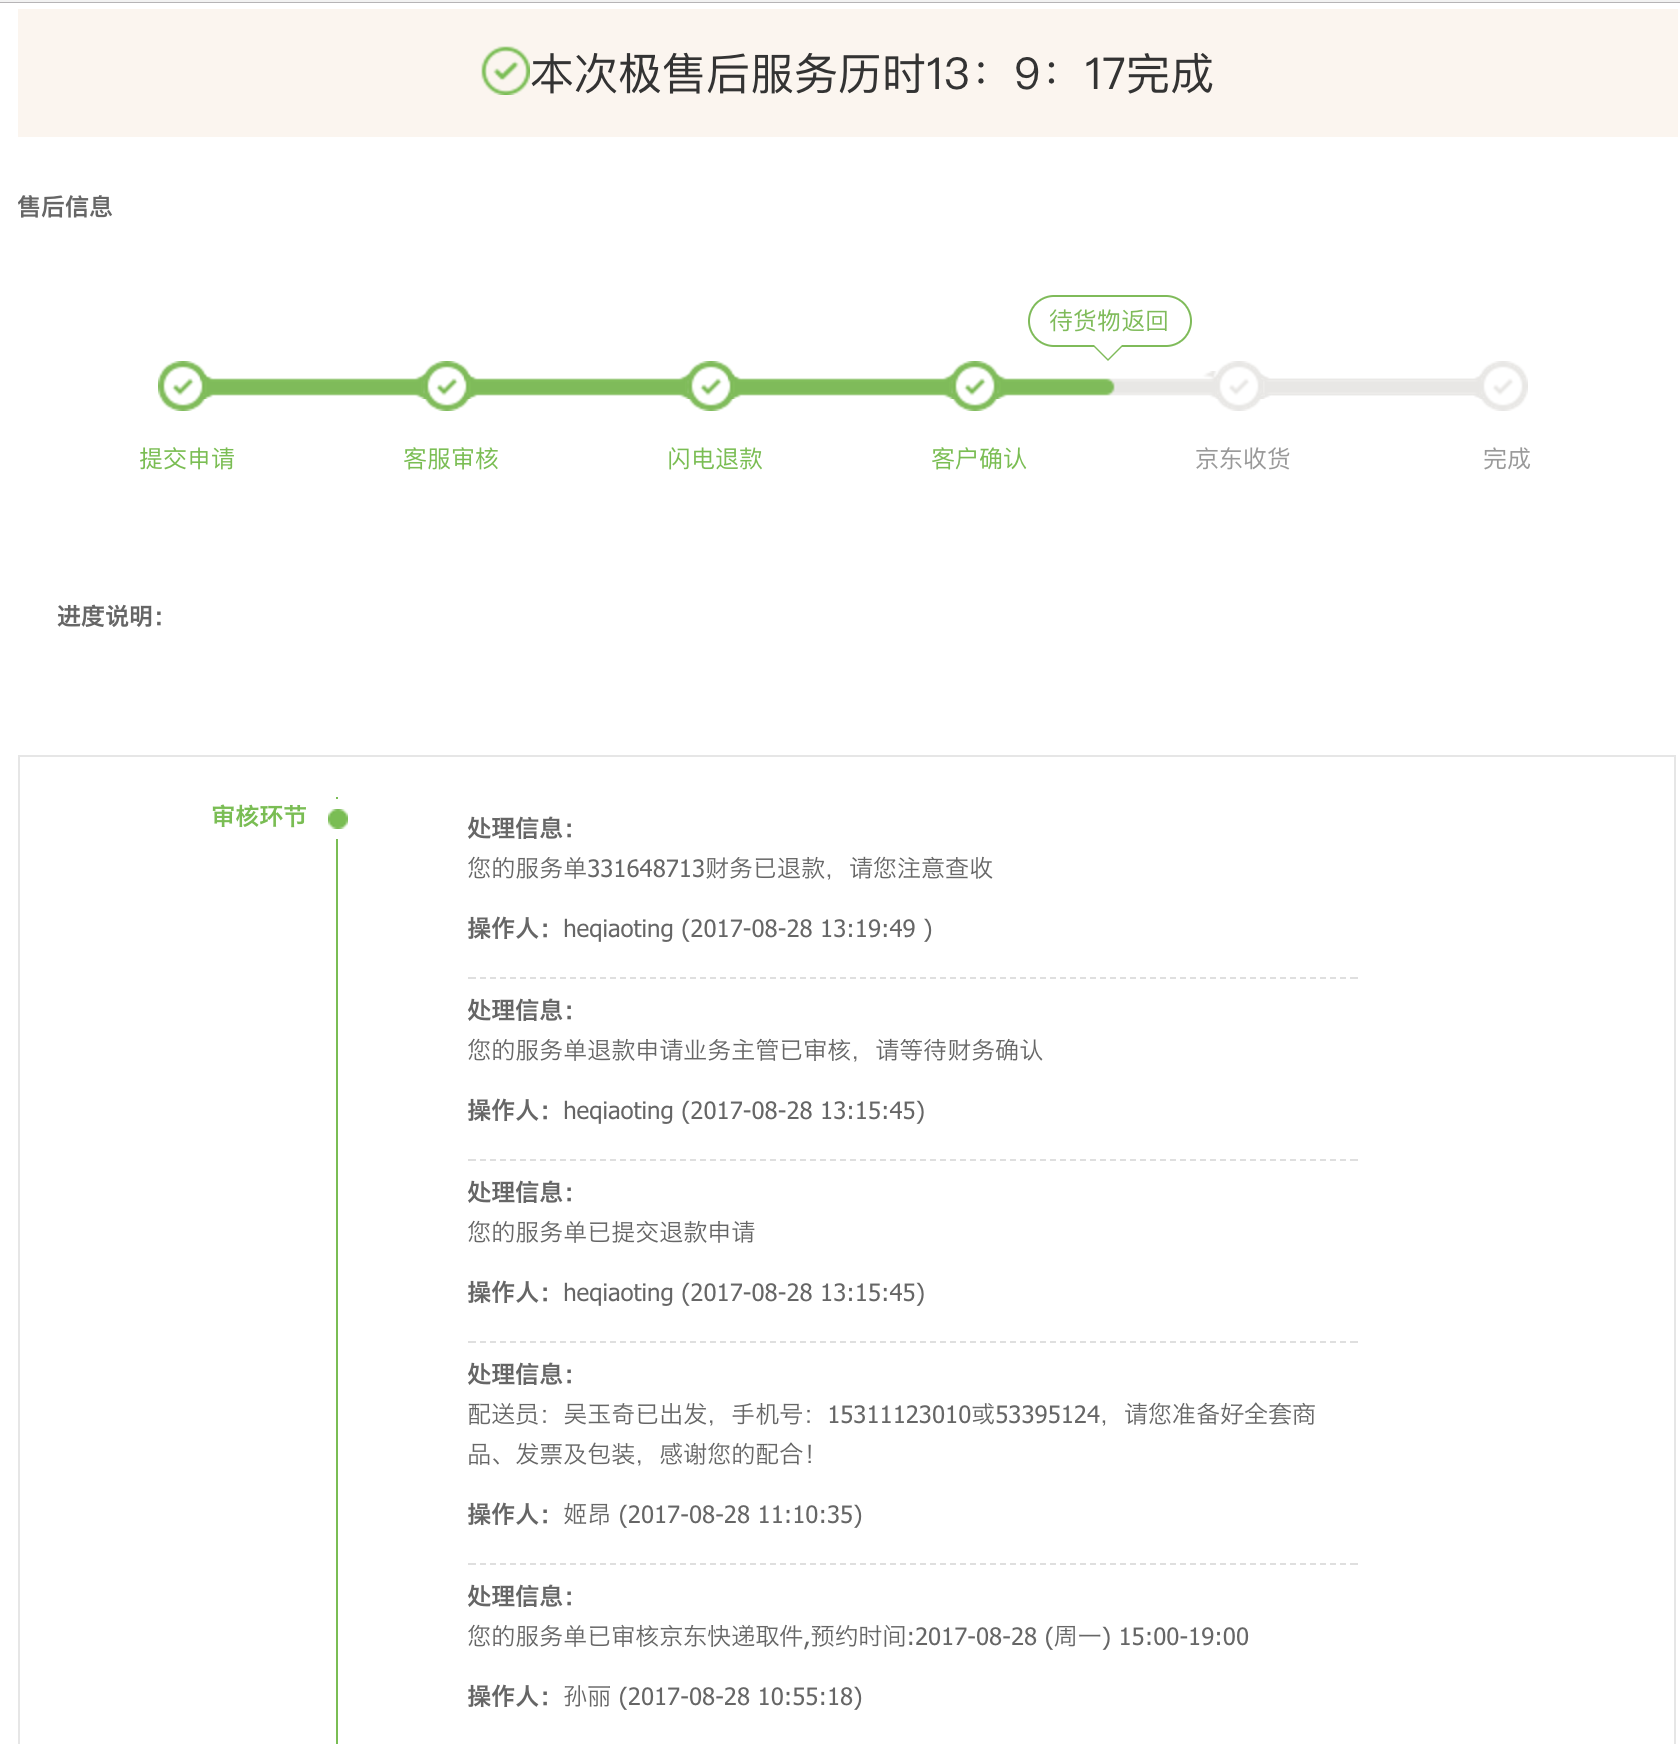 本次极售后服务历时13：9：17完成
售后信息
待货物返回
提交申请 客服审核 闪电退款 客户确认 京东收货 完成
进度说明：
审核环节
处理信息：
您的服务单331648713财务已退款，请您注意查收
操作人：heqiaoting (2017-08-28 13:19:49 )
处理信息：
您的服务单退款申请业务主管已审核，请等待财务确认
操作人：heqiaoting (2017-08-28 13:15:45)
处理信息：
您的服务单已提交退款申请
操作人：heqiaoting (2017-08-28 13:15:45)
处理信息：
配送员：吴玉奇已出发，手机号：15311123010或53395124，请您准备好全套商
品、发票及包装，感谢您的配合！
操作人：姬昂 (2017-08-28 11:10:35)
处理信息：
您的服务单已审核京东快递取件,预约时间:2017-08-28 (周一) 15:00-19:00
操作人：孙丽 (2017-08-28 10:55:18)